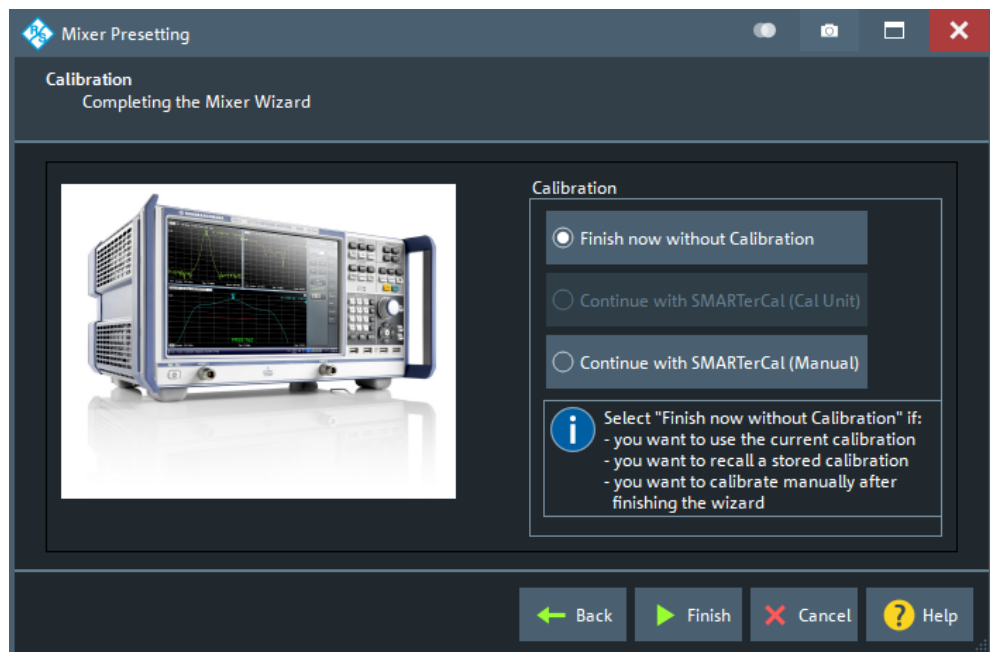 Mixer Presetting
Calibration
Completing the Mixer Wizard
Calibration
Finish now without Calibration
Continue with SMARTerCal (Cal Unit)
Continue with SMARTerCal (Manual)
Select "Finish now without Calibration" if:
- you want to use the current calibration
- you want to recall a stored calibration
- you want to calibrate manually after
finishing the wizard
Back
Finish
Cancel
Help